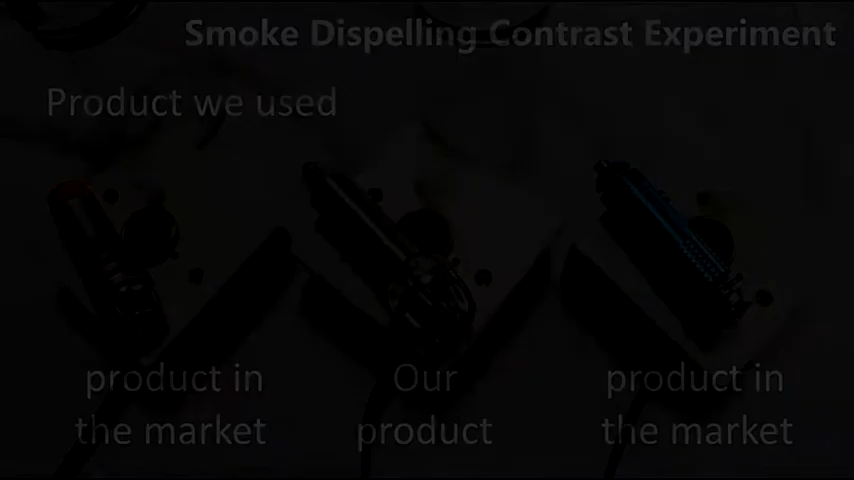 Smoke Dispelling Contrast Experiment
Product we used
product in
the market
Our
product
product in
the market